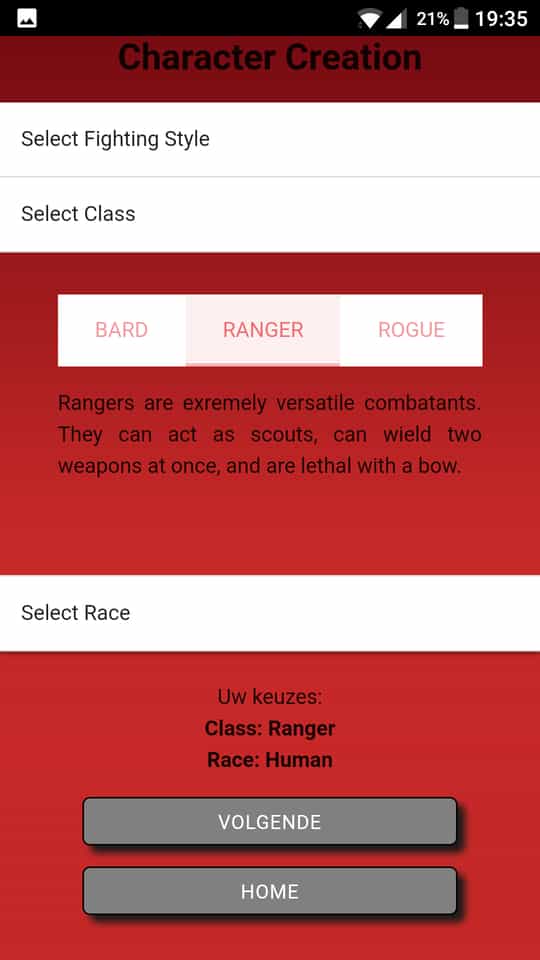 21% 19:35
Character Creation
Select Fighting Style
Select Class
BARD RANGER ROGUE
Rangers are exremely versatile combatants.
They can act as scouts, can wield two
weapons at once, and are lethal with a bow.
Select Race
Uw keuzes:
Class: Ranger
Race: Human
VOLGENDE
HOME